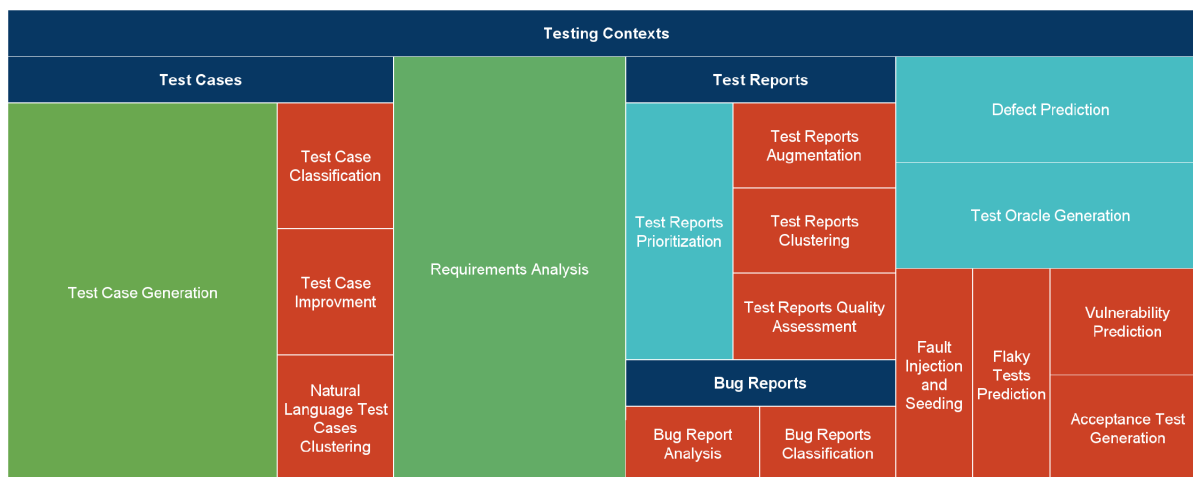 Testing Contexts
Test Cases
Test Case Generation
Test Case
Classification
Test Case
Improvment
Natural
Language Test
Cases
Clustering
Requirements Analysis
Test Reports
Test Reports
Prioritization
Test Reports
Augmentation
Test Reports
Clustering
Test Reports Quality
Assessment
Bug Reports
Bug Report
Analysis
Bug Reports
Classification
Defect Prediction
Test Oracle Generation
Fault
Injection
and
Seeding
Flaky
Tests
Prediction
Vulnerability
Prediction
Acceptance Test
Generation